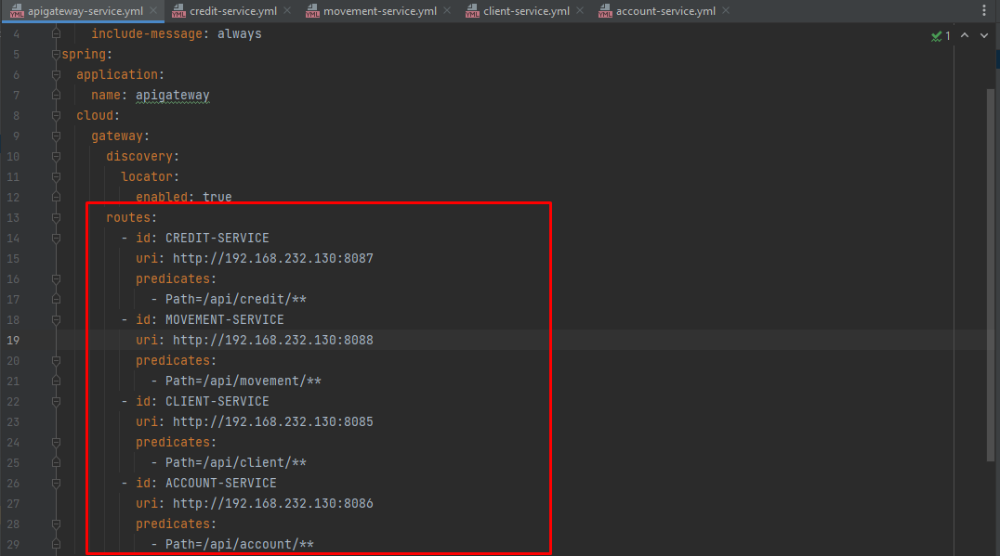 apigateway-service.yml credit-service.yml movement-service.yml client-service.yml account-service.yml
4 include-message: always
1
5 spring:
6 application:
7 name: apigateway
8 cloud:
9 gateway:
10 discovery:
11 locator:
12 enabled: true
13 routes:
14 - id: CREDIT-SERVICE
15 uri: http://192.168.232.130:8087
16 predicates:
17 - Path=/api/credit/**
18 - id: MOVEMENT-SERVICE
19 uri: http://192.168.232.130:8088
20 predicates:
21 - Path=/api/movement/**
22 - id: CLIENT-SERVICE
23 uri: http://192.168.232.130:8085
24 predicates:
25 - Path=/api/client/**
26 - id: ACCOUNT-SERVICE
27 uri: http://192.168.232.130:8086
28 predicates:
29 - Path=/api/account/**